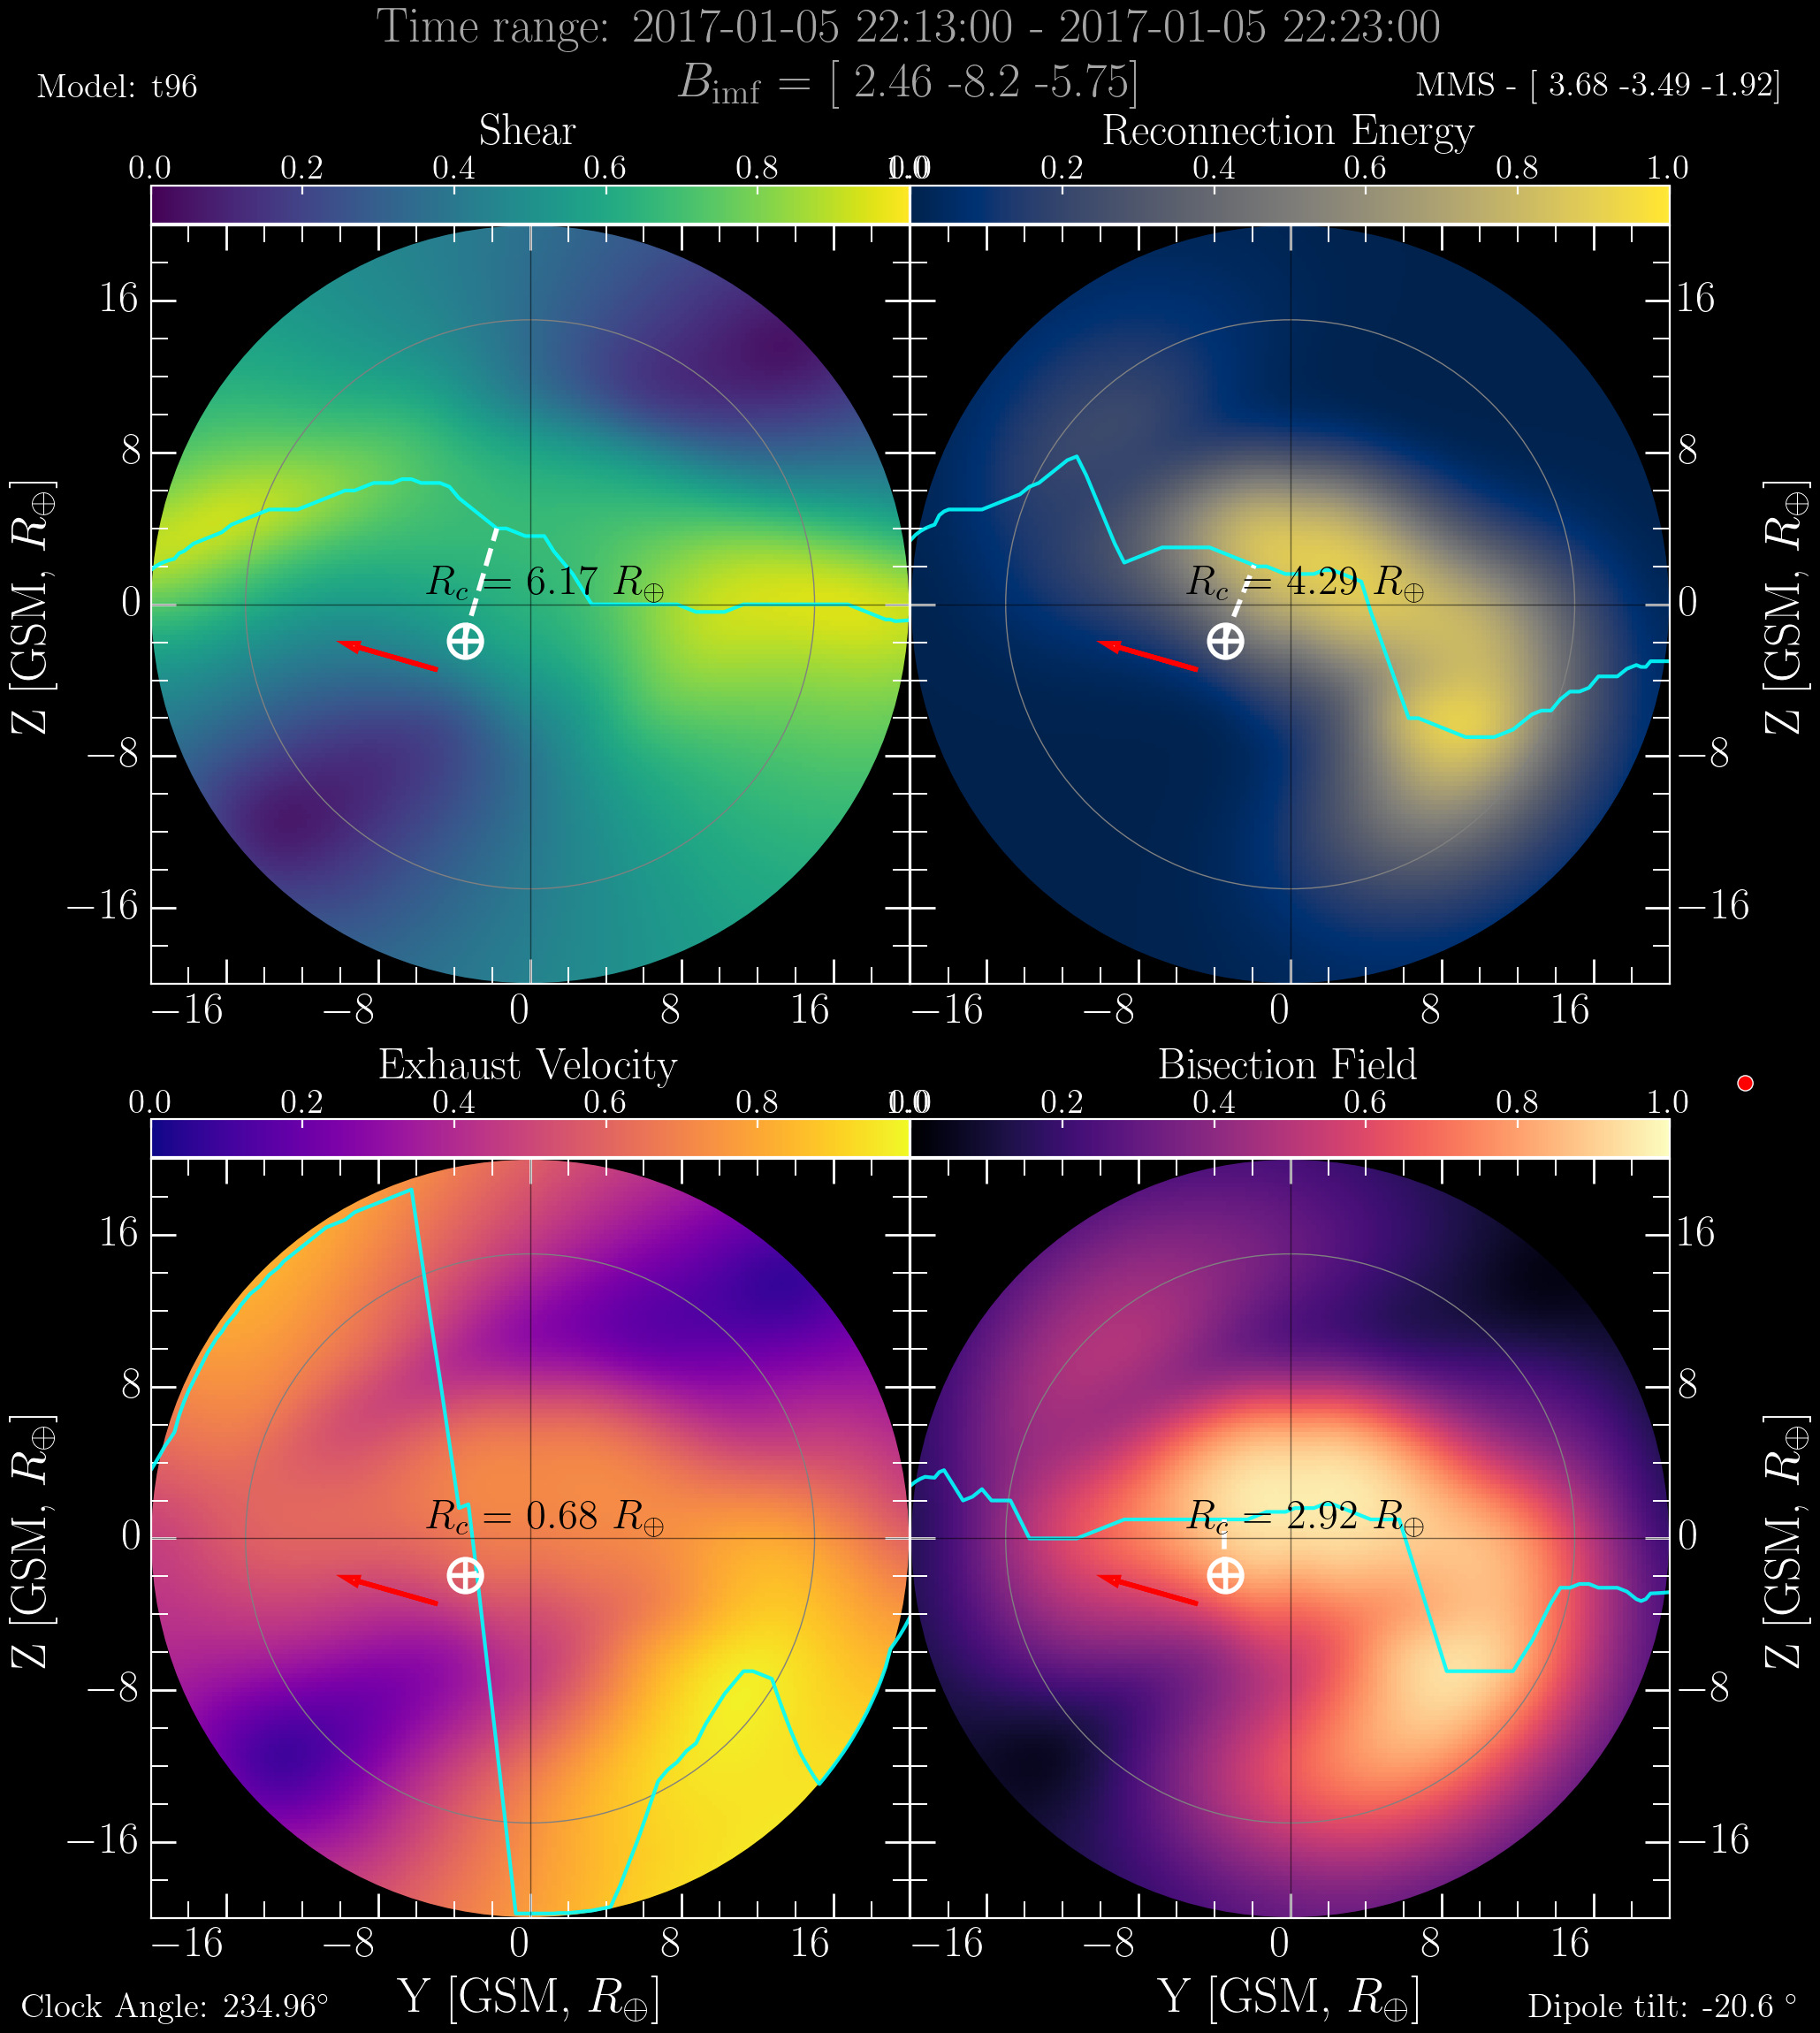 Time range: 2017-01-05 22:13:00 - 2017-01-05 22:23:00
Model: t96
B_imf = [ 2.46 -8.2 -5.75]
MMS - [ 3.68 -3.49 -1.92]
Shear
Reconnection Energy
0.0 0.2 0.4 0.6 0.8 1.0
0.0 0.2 0.4 0.6 0.8 1.0
16
8
0
−8
−16
Z [GSM, R⊕]
R_c = 6.17 R⊕
R_c = 4.29 R⊕
16
8
0
−8
−16
Z [GSM, R⊕]
−16 −8 0 8 16
−16 −8 0 8 16
Exhaust Velocity
Bisection Field
0.0 0.2 0.4 0.6 0.8 1.0
0.0 0.2 0.4 0.6 0.8 1.0
16
8
0
−8
−16
Z [GSM, R⊕]
R_c = 0.68 R⊕
R_c = 2.92 R⊕
16
8
0
−8
−16
Z [GSM, R⊕]
−16 −8 0 8 16
−16 −8 0 8 16
Y [GSM, R⊕]
Y [GSM, R⊕]
Clock Angle: 234.96°
Dipole tilt: -20.6 °